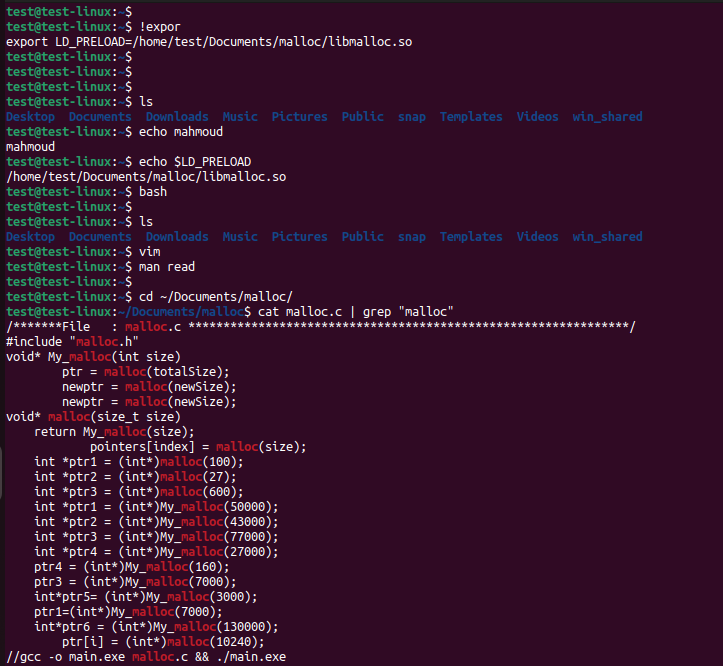 test@test-linux:~$
test@test-linux:~$ !expor
export LD_PRELOAD=/home/test/Documents/malloc/libmalloc.so
test@test-linux:~$
test@test-linux:~$
test@test-linux:~$
test@test-linux:~$ ls
Desktop  Documents  Downloads  Music  Pictures  Public  snap  Templates  Videos  win_shared
test@test-linux:~$ echo mahmoud
mahmoud
test@test-linux:~$ echo $LD_PRELOAD
/home/test/Documents/malloc/libmalloc.so
test@test-linux:~$ bash
test@test-linux:~$
test@test-linux:~$ ls
Desktop  Documents  Downloads  Music  Pictures  Public  snap  Templates  Videos  win_shared
test@test-linux:~$ vim
test@test-linux:~$ man read
test@test-linux:~$
test@test-linux:~$ cd ~/Documents/malloc/
test@test-linux:~/Documents/malloc$ cat malloc.c | grep "malloc"
/*******File   : malloc.c ***************************************************************/
#include "malloc.h"
void* My_malloc(int size)
        ptr = malloc(totalSize);
        newptr = malloc(newSize);
        newptr = malloc(newSize);
void* malloc(size_t size)
    return My_malloc(size);
            pointers[index] = malloc(size);
    int *ptr1 = (int*)malloc(100);
    int *ptr2 = (int*)malloc(27);
    int *ptr3 = (int*)malloc(600);
    int *ptr1 = (int*)My_malloc(50000);
    int *ptr2 = (int*)My_malloc(43000);
    int *ptr3 = (int*)My_malloc(77000);
    int *ptr4 = (int*)My_malloc(27000);
    ptr4 = (int*)My_malloc(160);
    ptr3 = (int*)My_malloc(7000);
    int*ptr5= (int*)My_malloc(3000);
    ptr1=(int*)My_malloc(7000);
    int*ptr6 = (int*)My_malloc(130000);
        ptr[i] = (int*)malloc(10240);
//gcc -o main.exe malloc.c && ./main.exe